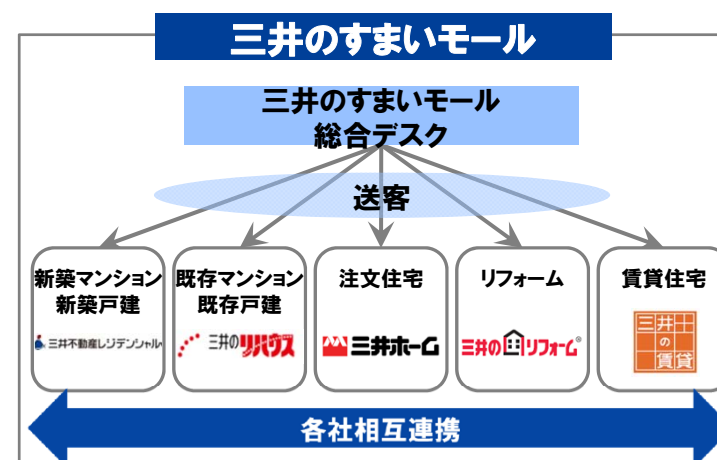 三井のすまいモール
三井のすまいモール
総合デスク
送客
新築マンション
新築戸建
三井不動産レジデンシャル
既存マンション
既存戸建
三井のリハウス
注文住宅
三井ホーム
リフォーム
三井のリフォーム®
賃貸住宅
三井
の
賃貸
各社相互連携